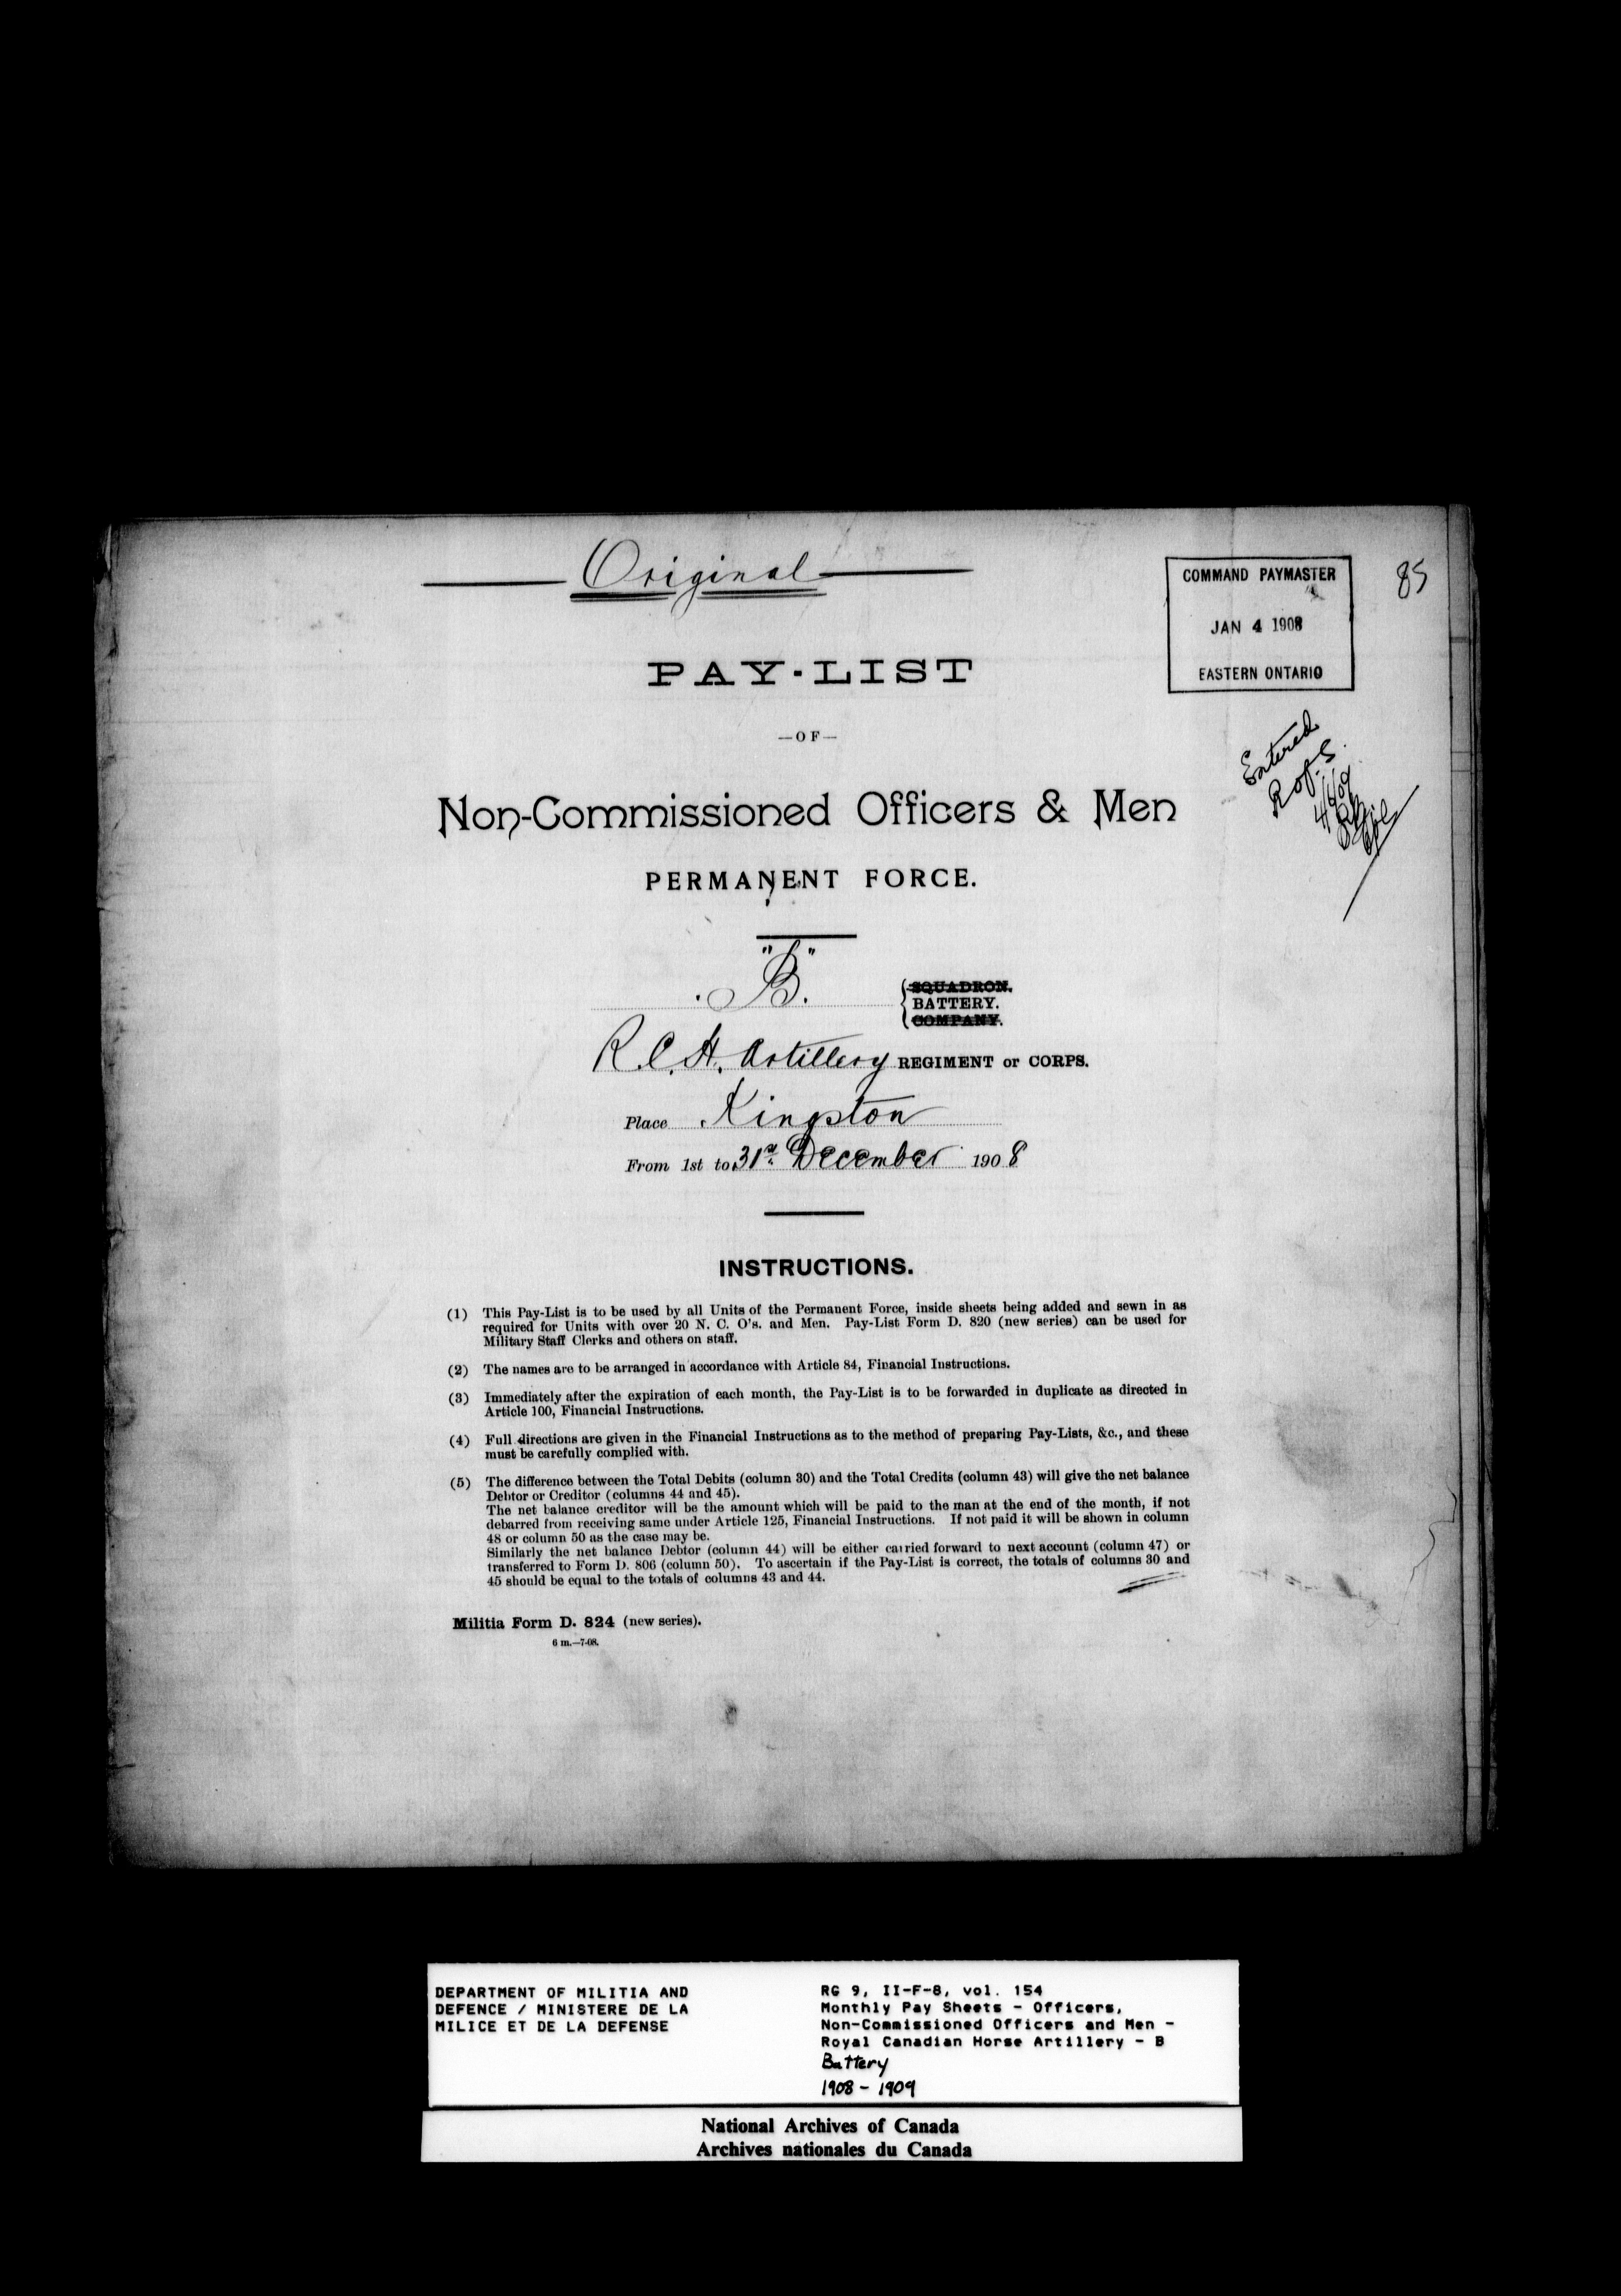 Original
COMMAND PAYMASTER
JAN 4 1908
EASTERN ONTARIO
85
PAY-LIST
—OF—
Entered
4/1/09
Non-Commissioned Officers & Men
PERMANENT FORCE.
"B".
SQUADRON.
BATTERY.
COMPANY.
R.C.H. Artillery REGIMENT or CORPS.
Place Kingston
From 1st to 31st December 1908
INSTRUCTIONS.
(1) This Pay-List is to be used by all Units of the Permanent Force, inside sheets being added and sewn in as
required for Units with over 20 N. C. O's. and Men. Pay-List Form D. 820 (new series) can be used for
Military Staff Clerks and others on staff.
(2) The names are to be arranged in accordance with Article 84, Financial Instructions.
(3) Immediately after the expiration of each month, the Pay-List is to be forwarded in duplicate as directed in
Article 100, Financial Instructions.
(4) Full directions are given in the Financial Instructions as to the method of preparing Pay-Lists, &c., and these
must be carefully complied with.
(5) The difference between the Total Debits (column 30) and the Total Credits (column 43) will give the net balance
Debtor or Creditor (columns 44 and 45).
The net balance creditor will be the amount which will be paid to the man at the end of the month, if not
debarred from receiving same under Article 125, Financial Instructions. If not paid it will be shown in column
48 or column 50 as the case may be.
Similarly the net balance Debtor (column 44) will be either carried forward to next account (column 47) or
transferred to Form D. 806 (column 50). To ascertain if the Pay-List is correct, the totals of columns 30 and
45 should be equal to the totals of columns 43 and 44.
Militia Form D. 824 (new series).
6 m.—7-08.
DEPARTMENT OF MILITIA AND
DEFENCE / MINISTERE DE LA
MILICE ET DE LA DEFENSE
RG 9, II-F-8, vol. 154
Monthly Pay Sheets - Officers,
Non-Commissioned Officers and Men -
Royal Canadian Horse Artillery - B
Battery
1908 - 1909
National Archives of Canada
Archives nationales du Canada